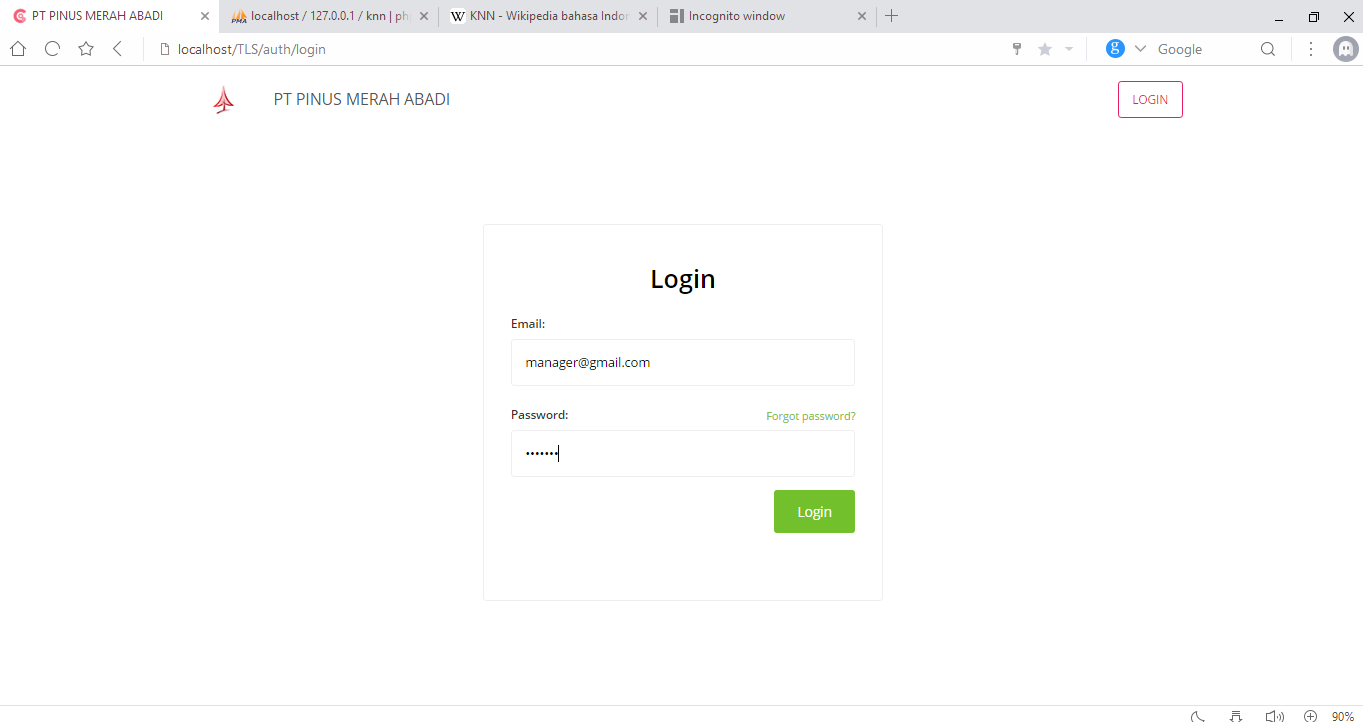 PT PINUS MERAH ABADI
localhost / 127.0.0.1 / knn | ph
KNN - Wikipedia bahasa Indor
Incognito window
localhost/TLS/auth/login
Google
PT PINUS MERAH ABADI
LOGIN
Login
Email:
manager@gmail.com
Password:
Forgot password?
•••••••
Login
90%